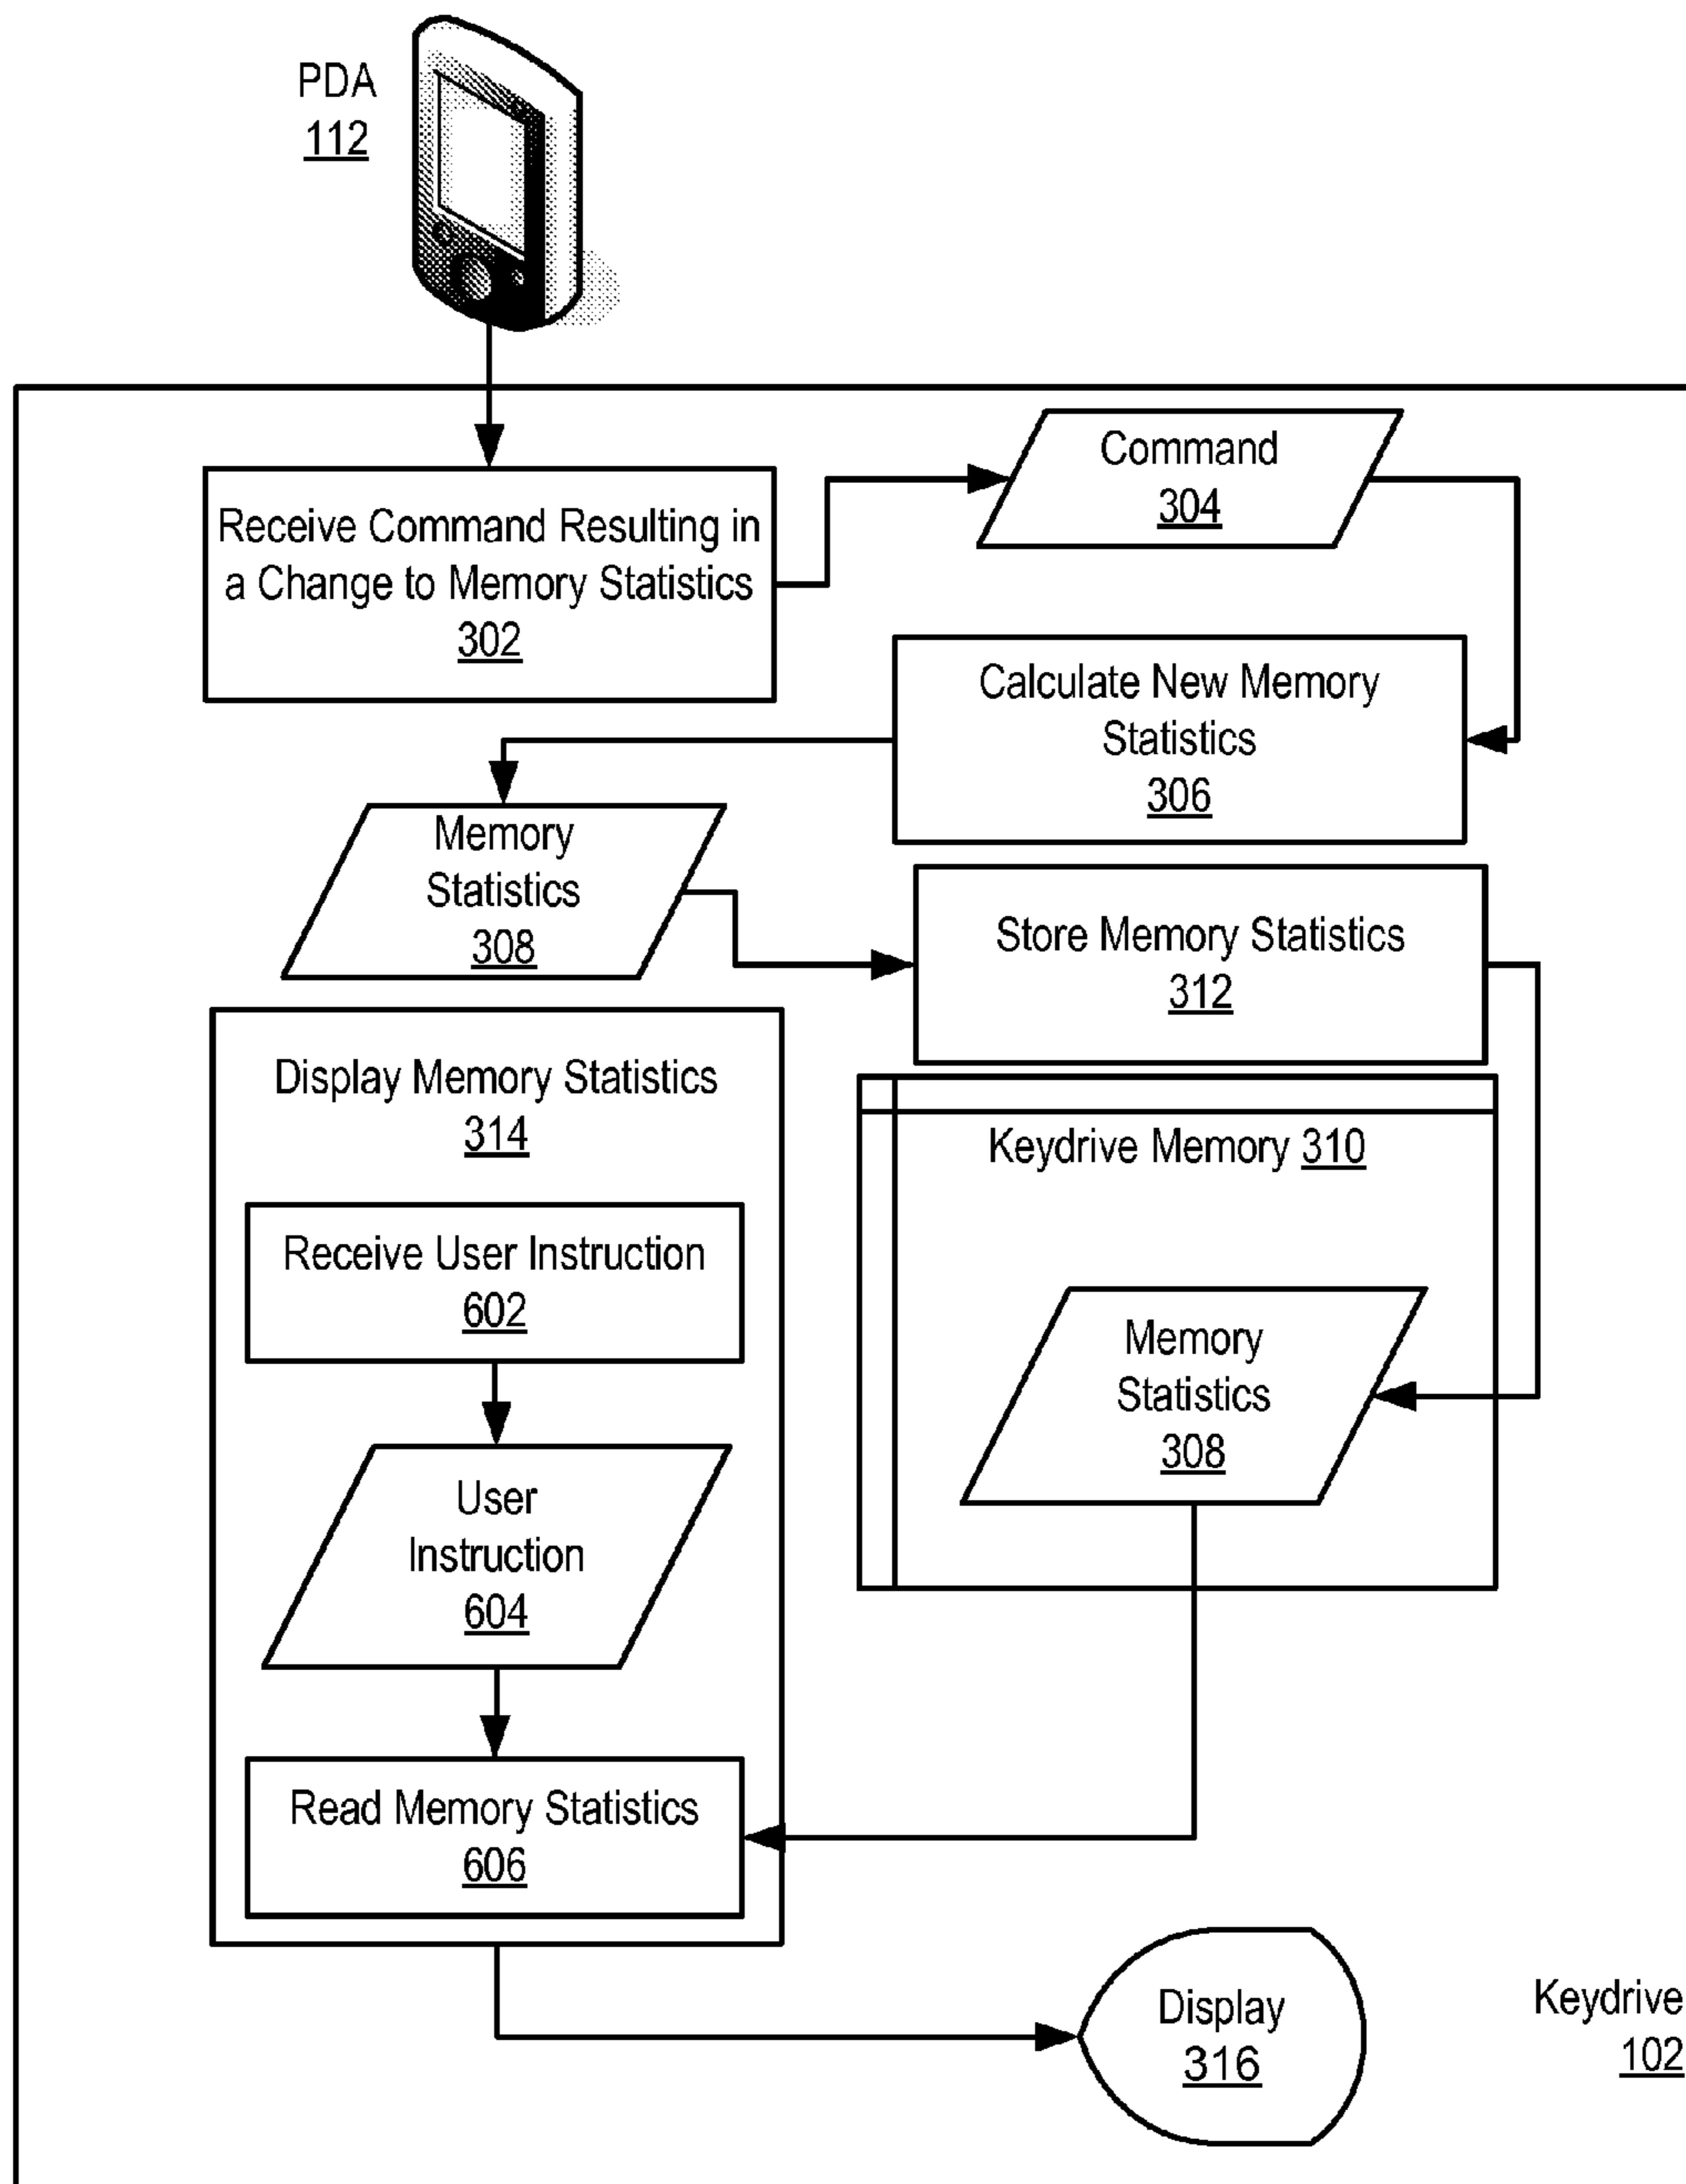 PDA
112
Command
304
Receive Command Resulting in
a Change to Memory Statistics
302
Calculate New Memory
Statistics
306
Memory
Statistics
308
Store Memory Statistics
312
Display Memory Statistics
314
Keydrive Memory 310
Receive User Instruction
602
Memory
Statistics
308
User
Instruction
604
Read Memory Statistics
606
Display
316
Keydrive
102